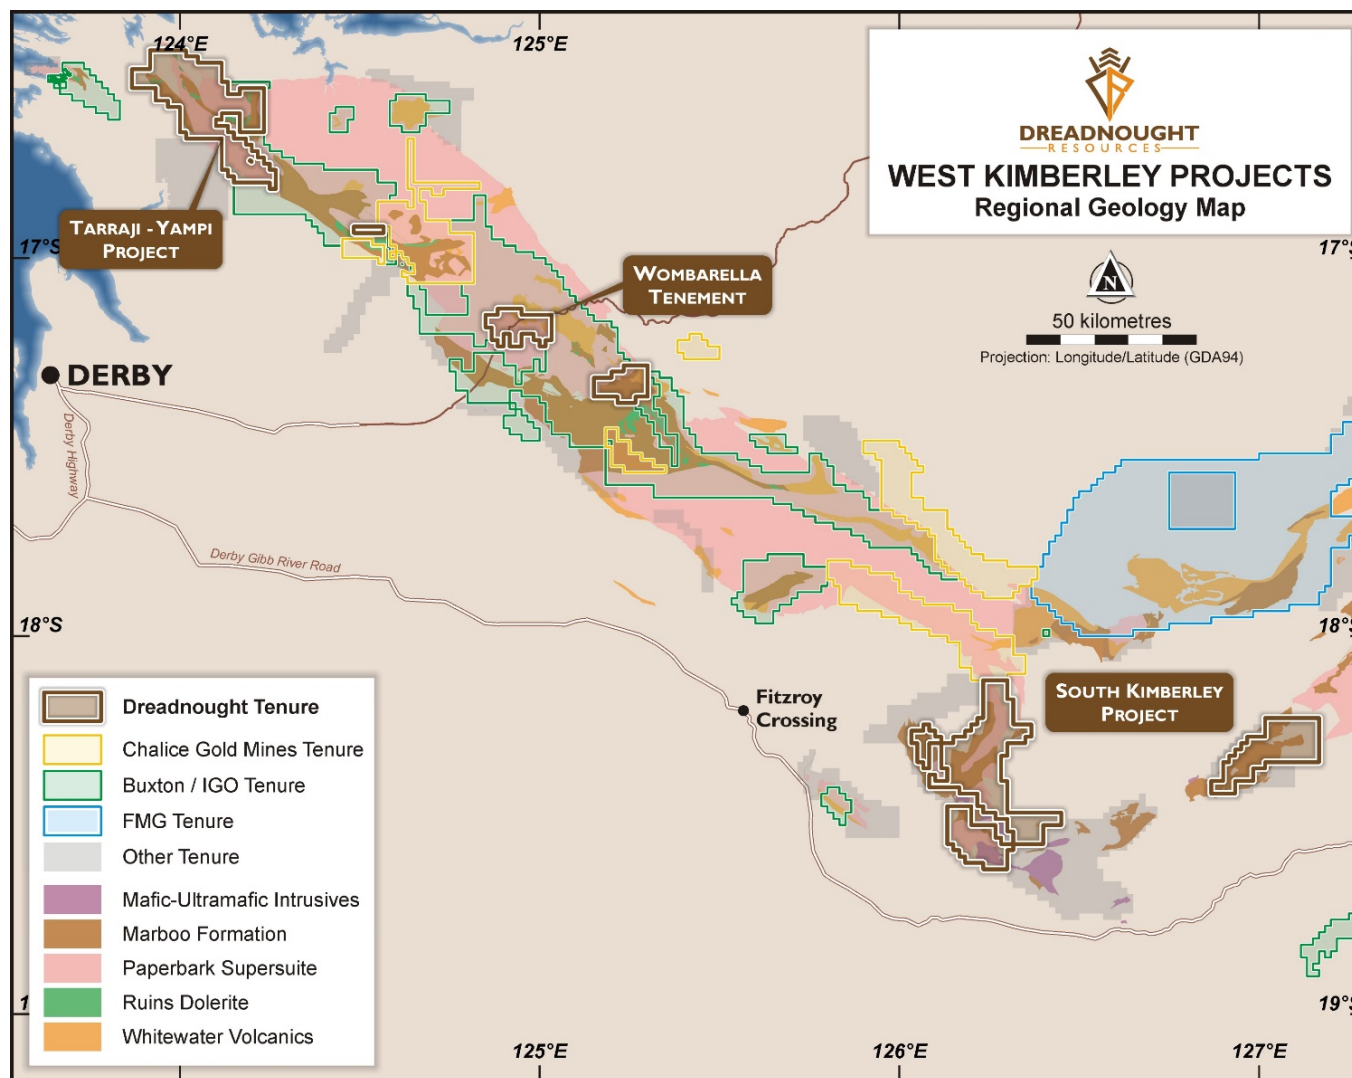 124°E
125°E
DREADNOUGHT
RESOURCES
WEST KIMBERLEY PROJECTS
Regional Geology Map
TARRAJI - YAMPI
PROJECT
17°S
17°S
WOMBARELLA
TENEMENT
N
50 kilometres
Projection: Longitude/Latitude (GDA94)
DERBY
Derby Highway
Derby Gibb River Road
18°S
18°S
Fitzroy
Crossing
SOUTH KIMBERLEY
PROJECT
Dreadnought Tenure
Chalice Gold Mines Tenure
Buxton / IGO Tenure
FMG Tenure
Other Tenure
Mafic-Ultramafic Intrusives
Marboo Formation
Paperbark Supersuite
Ruins Dolerite
Whitewater Volcanics
19°S
125°E
126°E
127°E